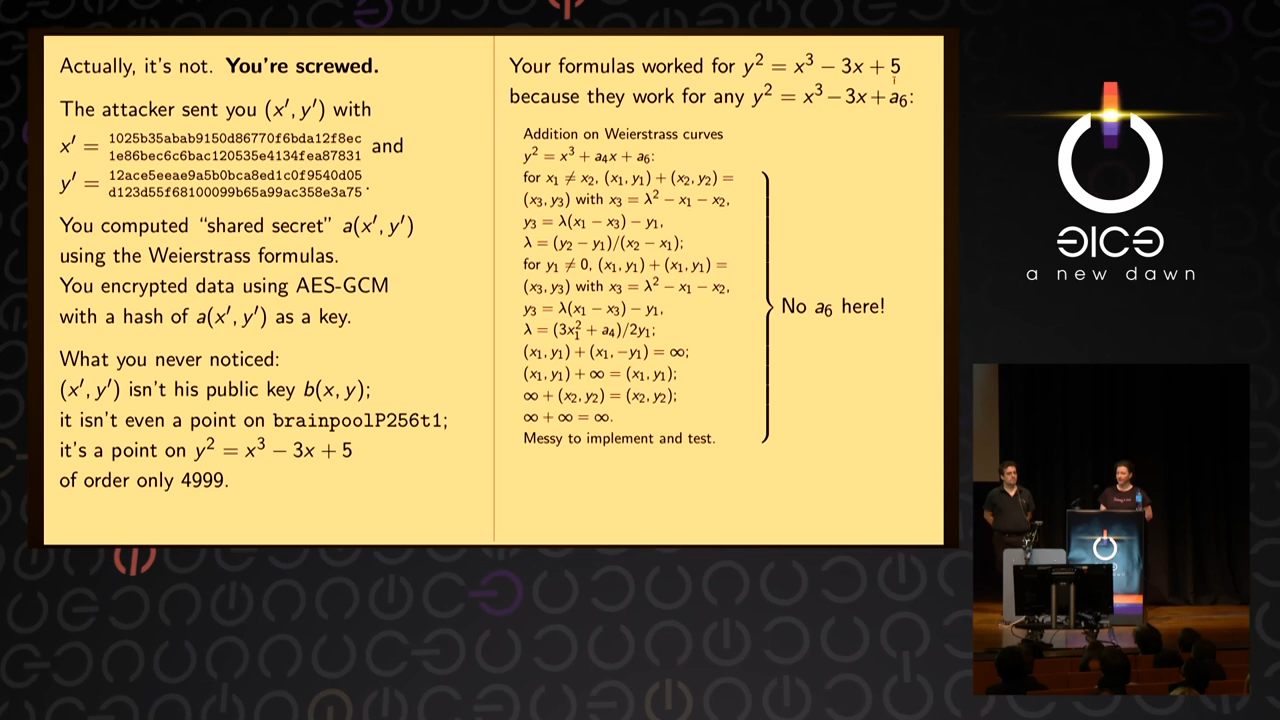 Actually, it's not. You're screwed.
The attacker sent you (x′, y′) with
x′ = 1025b35abab9150d86770f6bda12f8ec
1e86bec6c6bac120535e4134fea87831 and
y′ = 12ace5eeae9a5b0bca8ed1c0f9540d05
d123d55f68100099b65a99ac358e3a75.
You computed “shared secret” a(x′, y′)
using the Weierstrass formulas.
You encrypted data using AES-GCM
with a hash of a(x′, y′) as a key.
What you never noticed:
(x′, y′) isn't his public key b(x, y);
it isn't even a point on brainpoolP256t1;
it's a point on y² = x³ − 3x + 5
of order only 4999.
Your formulas worked for y² = x³ − 3x + 5
because they work for any y² = x³ − 3x + a₆:
Addition on Weierstrass curves
y² = x³ + a₄x + a₆:
for x₁ ≠ x₂, (x₁, y₁) + (x₂, y₂) =
(x₃, y₃) with x₃ = λ² − x₁ − x₂,
y₃ = λ(x₁ − x₃) − y₁,
λ = (y₂ − y₁)/(x₂ − x₁);
for y₁ ≠ 0, (x₁, y₁) + (x₁, y₁) =
(x₃, y₃) with x₃ = λ² − x₁ − x₂,
y₃ = λ(x₁ − x₃) − y₁,
λ = (3x₁² + a₄)/2y₁;
(x₁, y₁) + (x₁, −y₁) = ∞;
(x₁, y₁) + ∞ = (x₁, y₁);
∞ + (x₂, y₂) = (x₂, y₂);
∞ + ∞ = ∞.
Messy to implement and test.
No a₆ here!
a new dawn